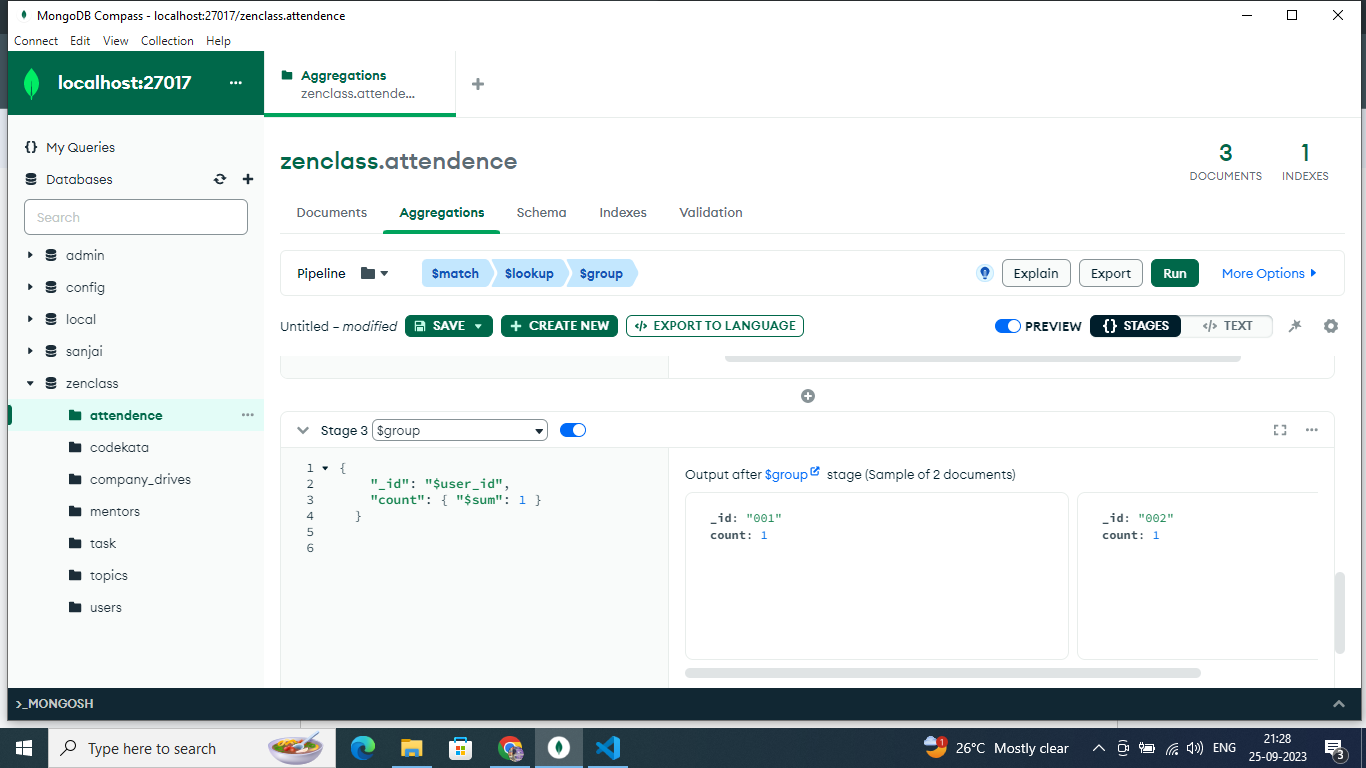 MongoDB Compass - localhost:27017/zenclass.attendence
Connect Edit View Collection Help
localhost:27017
...
Aggregations
zenclass.attende...
My Queries
Databases
Search
admin
config
local
sanjai
zenclass
attendence
...
codekata
company_drives
mentors
task
topics
users
zenclass.attendence
3
DOCUMENTS
1
INDEXES
Documents Aggregations Schema Indexes Validation
Pipeline $match $lookup $group Explain Export Run More Options
Untitled – modified SAVE + CREATE NEW </> EXPORT TO LANGUAGE PREVIEW {} STAGES </> TEXT
Stage 3 $group
1 {
2 "_id": "$user_id",
3 "count": { "$sum": 1 }
4 }
5
6
Output after $group stage (Sample of 2 documents)
_id: "001"
count: 1
_id: "002"
count: 1
>_MONGOSH
Type here to search
1
26°C Mostly clear
ENG
21:28
25-09-2023
3